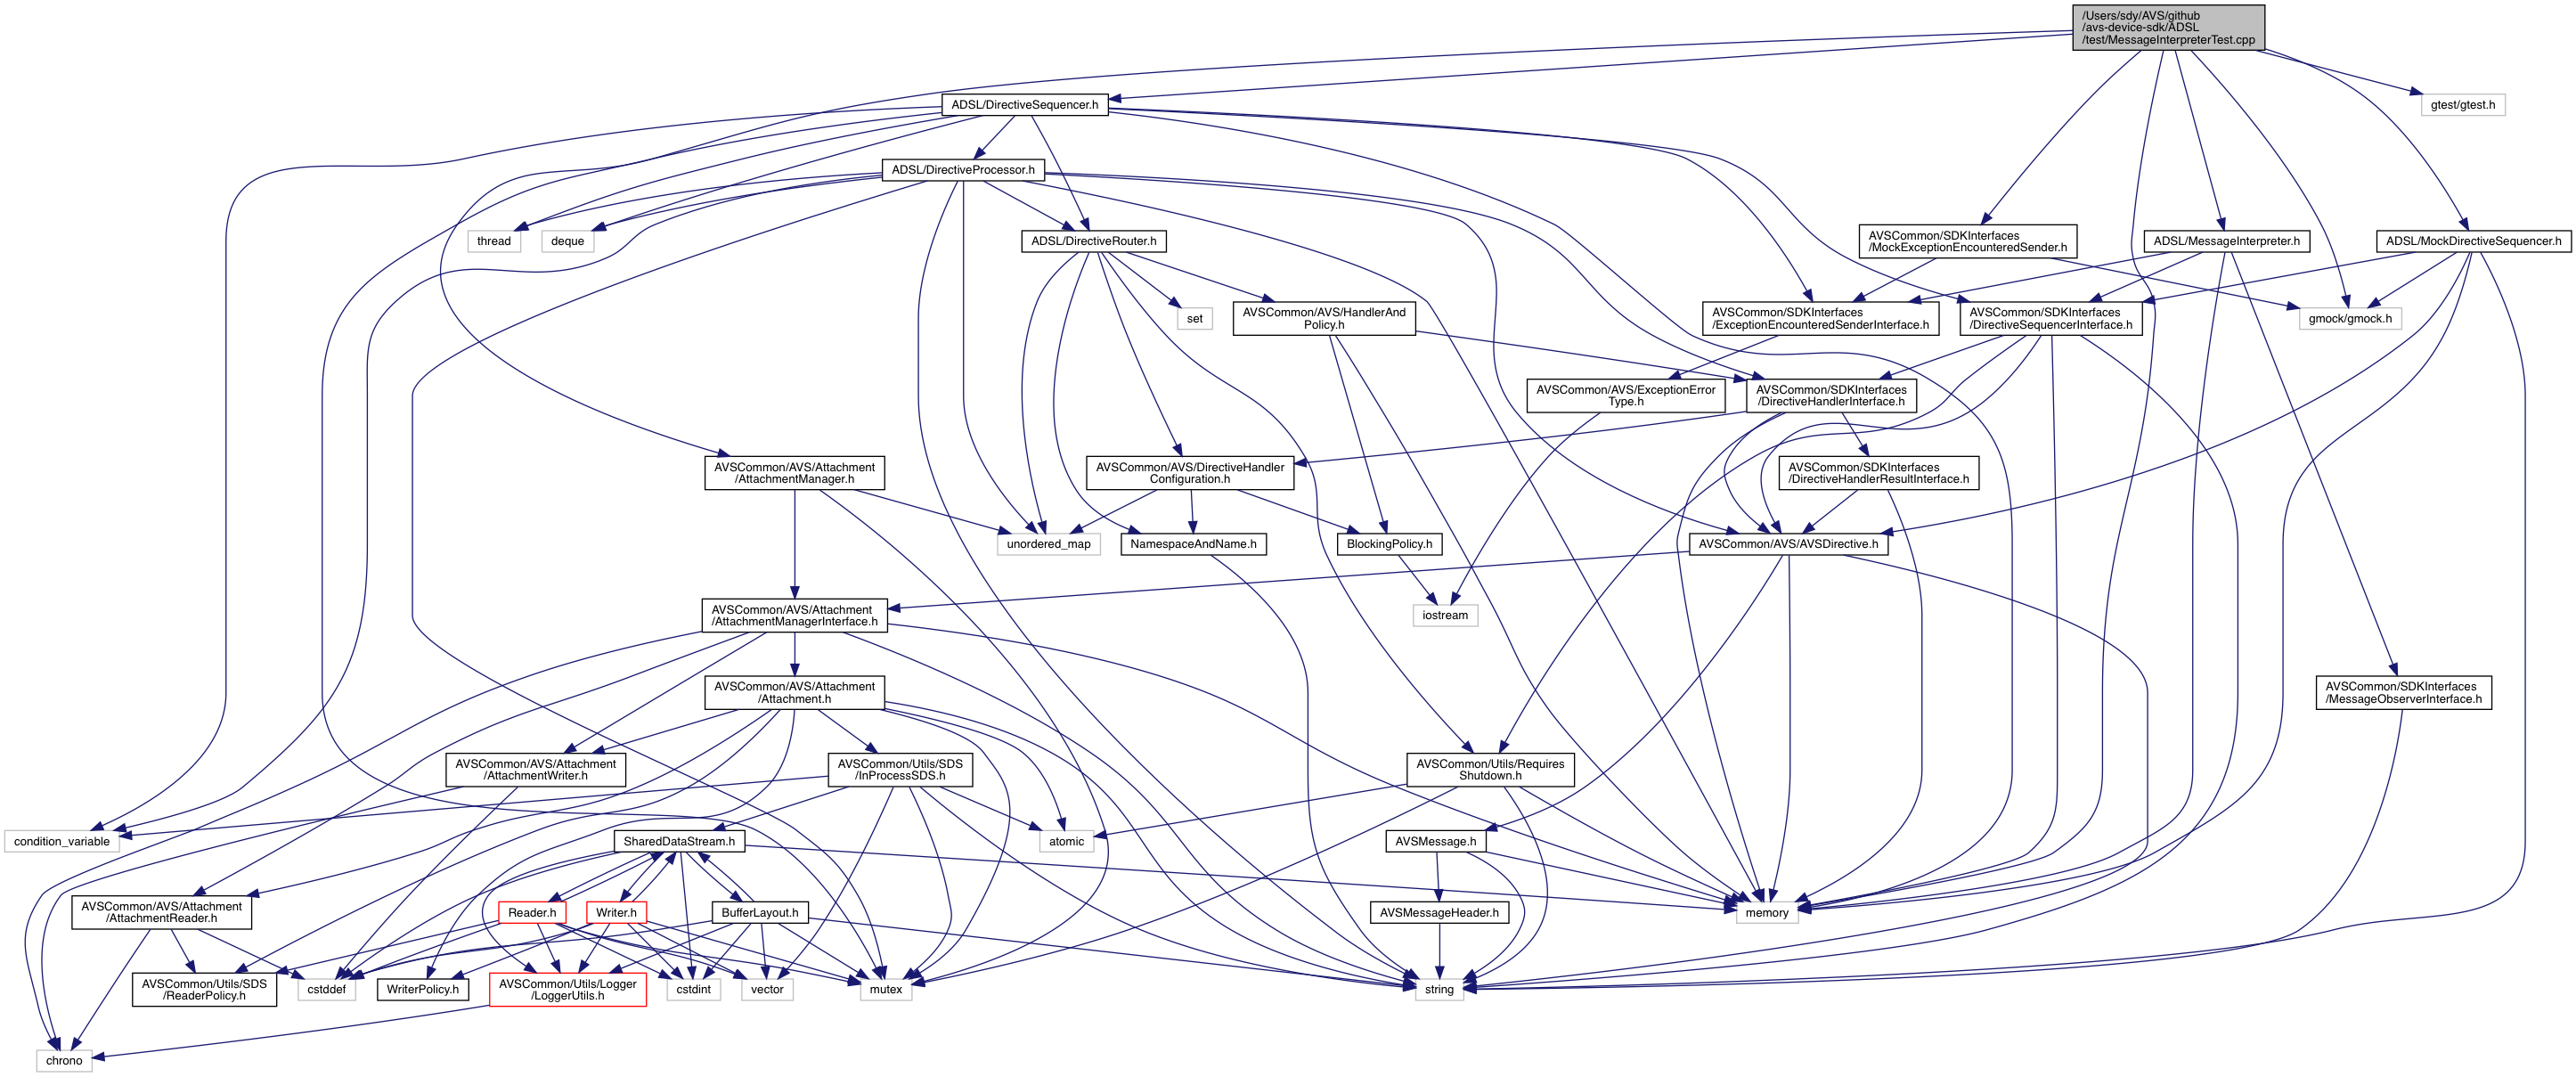 /Users/sdy/AVS/github
/avs-device-sdk/ADSL
/test/MessageInterpreterTest.cpp
ADSL/DirectiveSequencer.h
gtest/gtest.h
ADSL/DirectiveProcessor.h
thread
deque
ADSL/DirectiveRouter.h
AVSCommon/SDKInterfaces
/MockExceptionEncounteredSender.h
ADSL/MessageInterpreter.h
ADSL/MockDirectiveSequencer.h
set
AVSCommon/AVS/HandlerAnd
Policy.h
AVSCommon/SDKInterfaces
/ExceptionEncounteredSenderInterface.h
AVSCommon/SDKInterfaces
/DirectiveSequencerInterface.h
gmock/gmock.h
AVSCommon/AVS/ExceptionError
Type.h
AVSCommon/SDKInterfaces
/DirectiveHandlerInterface.h
AVSCommon/AVS/Attachment
/AttachmentManager.h
AVSCommon/AVS/DirectiveHandler
Configuration.h
AVSCommon/SDKInterfaces
/DirectiveHandlerResultInterface.h
unordered_map
NamespaceAndName.h
BlockingPolicy.h
AVSCommon/AVS/AVSDirective.h
AVSCommon/AVS/Attachment
/AttachmentManagerInterface.h
iostream
AVSCommon/AVS/Attachment
/Attachment.h
AVSCommon/SDKInterfaces
/MessageObserverInterface.h
AVSCommon/AVS/Attachment
/AttachmentWriter.h
AVSCommon/Utils/SDS
/InProcessSDS.h
AVSCommon/Utils/Requires
Shutdown.h
condition_variable
SharedDataStream.h
atomic
AVSMessage.h
AVSCommon/AVS/Attachment
/AttachmentReader.h
Reader.h
Writer.h
BufferLayout.h
AVSMessageHeader.h
memory
AVSCommon/Utils/SDS
/ReaderPolicy.h
cstddef
WriterPolicy.h
AVSCommon/Utils/Logger
/LoggerUtils.h
cstdint
vector
mutex
string
chrono